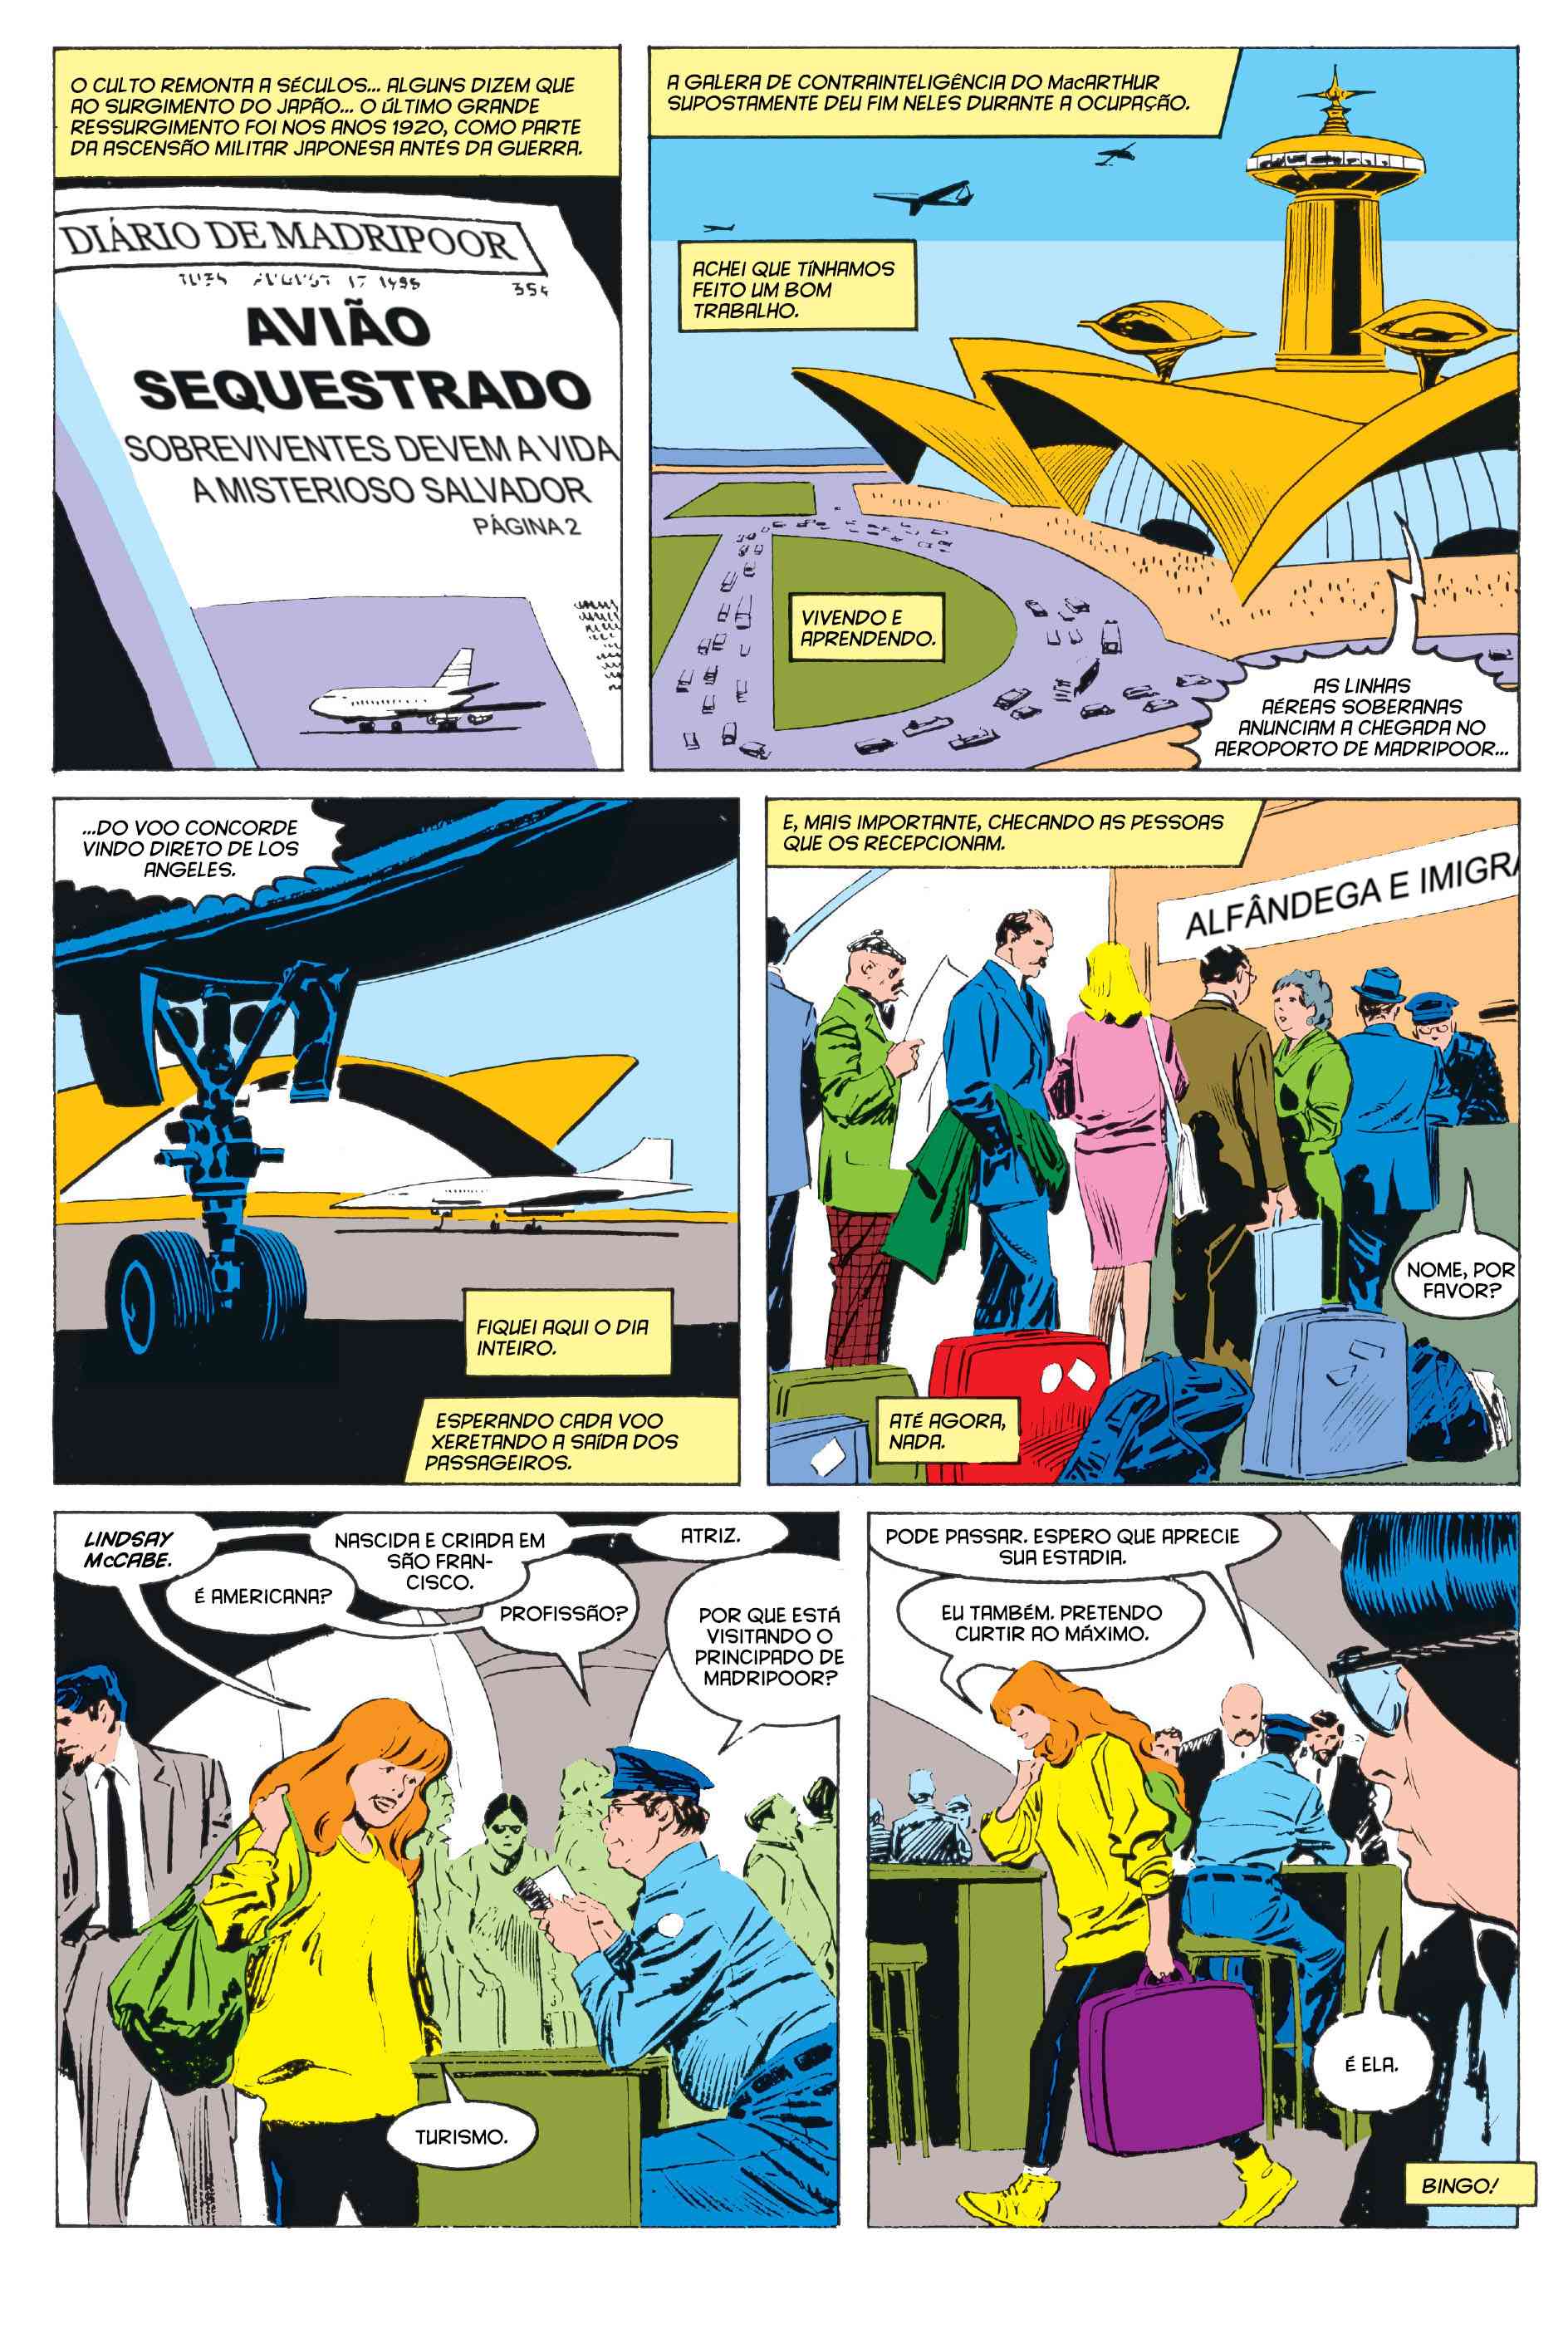 O CULTO REMONTA A SÉCULOS... ALGUNS DIZEM QUE
AO SURGIMENTO DO JAPÃO... O ÚLTIMO GRANDE
RESSURGIMENTO FOI NOS ANOS 1920, COMO PARTE
DA ASCENSÃO MILITAR JAPONESA ANTES DA GUERRA.
DIÁRIO DE MADRIPOOR
35¢
AVIÃO
SEQUESTRADO
SOBREVIVENTES DEVEM A VIDA
A MISTERIOSO SALVADOR
PÁGINA 2
A GALERA DE CONTRAINTELIGÊNCIA DO MacARTHUR
SUPOSTAMENTE DEU FIM NELES DURANTE A OCUPAÇÃO.
ACHEI QUE TÍNHAMOS
FEITO UM BOM
TRABALHO.
VIVENDO E
APRENDENDO.
AS LINHAS
AÉREAS SOBERANAS
ANUNCIAM A CHEGADA NO
AEROPORTO DE MADRIPOOR...
...DO VOO CONCORDE
VINDO DIRETO DE LOS
ANGELES.
FIQUEI AQUI O DIA
INTEIRO.
ESPERANDO CADA VOO
XERETANDO A SAÍDA DOS
PASSAGEIROS.
E, MAIS IMPORTANTE, CHECANDO AS PESSOAS
QUE OS RECEPCIONAM.
ALFÂNDEGA E IMIGRA
NOME, POR
FAVOR?
ATÉ AGORA,
NADA.
LINDSAY
McCABE.
É AMERICANA?
NASCIDA E CRIADA EM
SÃO FRAN-
CISCO.
PROFISSÃO?
ATRIZ.
POR QUE ESTÁ
VISITANDO O
PRINCIPADO DE
MADRIPOOR?
TURISMO.
PODE PASSAR. ESPERO QUE APRECIE
SUA ESTADIA.
EU TAMBÉM. PRETENDO
CURTIR AO MÁXIMO.
É ELA.
BINGO!